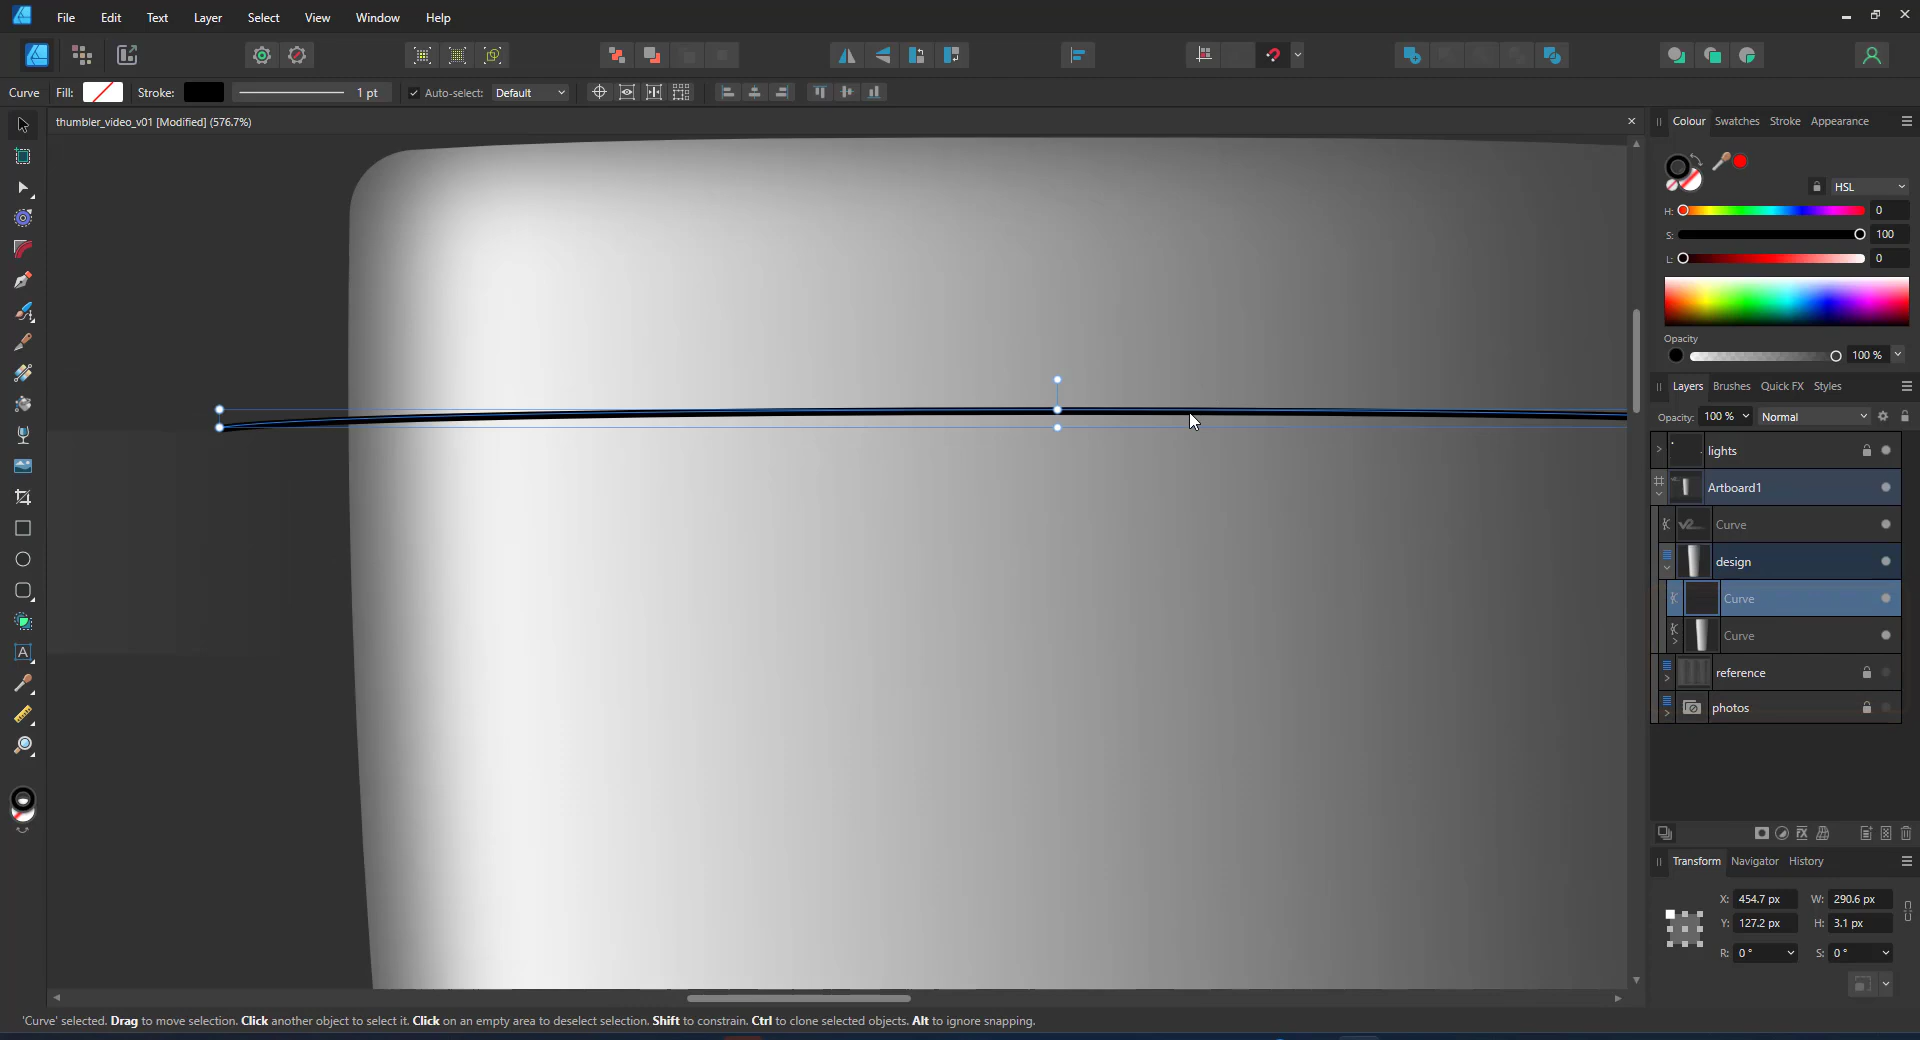 File Edit Text Layer Select View Window Help
Curve Fill: Stroke: 1 pt Auto-select: Default
thumbler_video_v01 [Modified] (576.7%)
Colour Swatches Stroke Appearance
HSL
H: 0
S: 100
L: 0
Opacity
100 %
Layers Brushes Quick FX Styles
Opacity: 100 % Normal
lights
Artboard1
Curve
design
Curve
Curve
reference
photos
Transform Navigator History
X: 454.7 px W: 290.6 px
Y: 127.2 px H: 3.1 px
R: 0 ° S: 0 °
'Curve' selected. Drag to move selection. Click another object to select it. Click on an empty area to deselect selection. Shift to constrain. Ctrl to clone selected objects. Alt to ignore snapping.